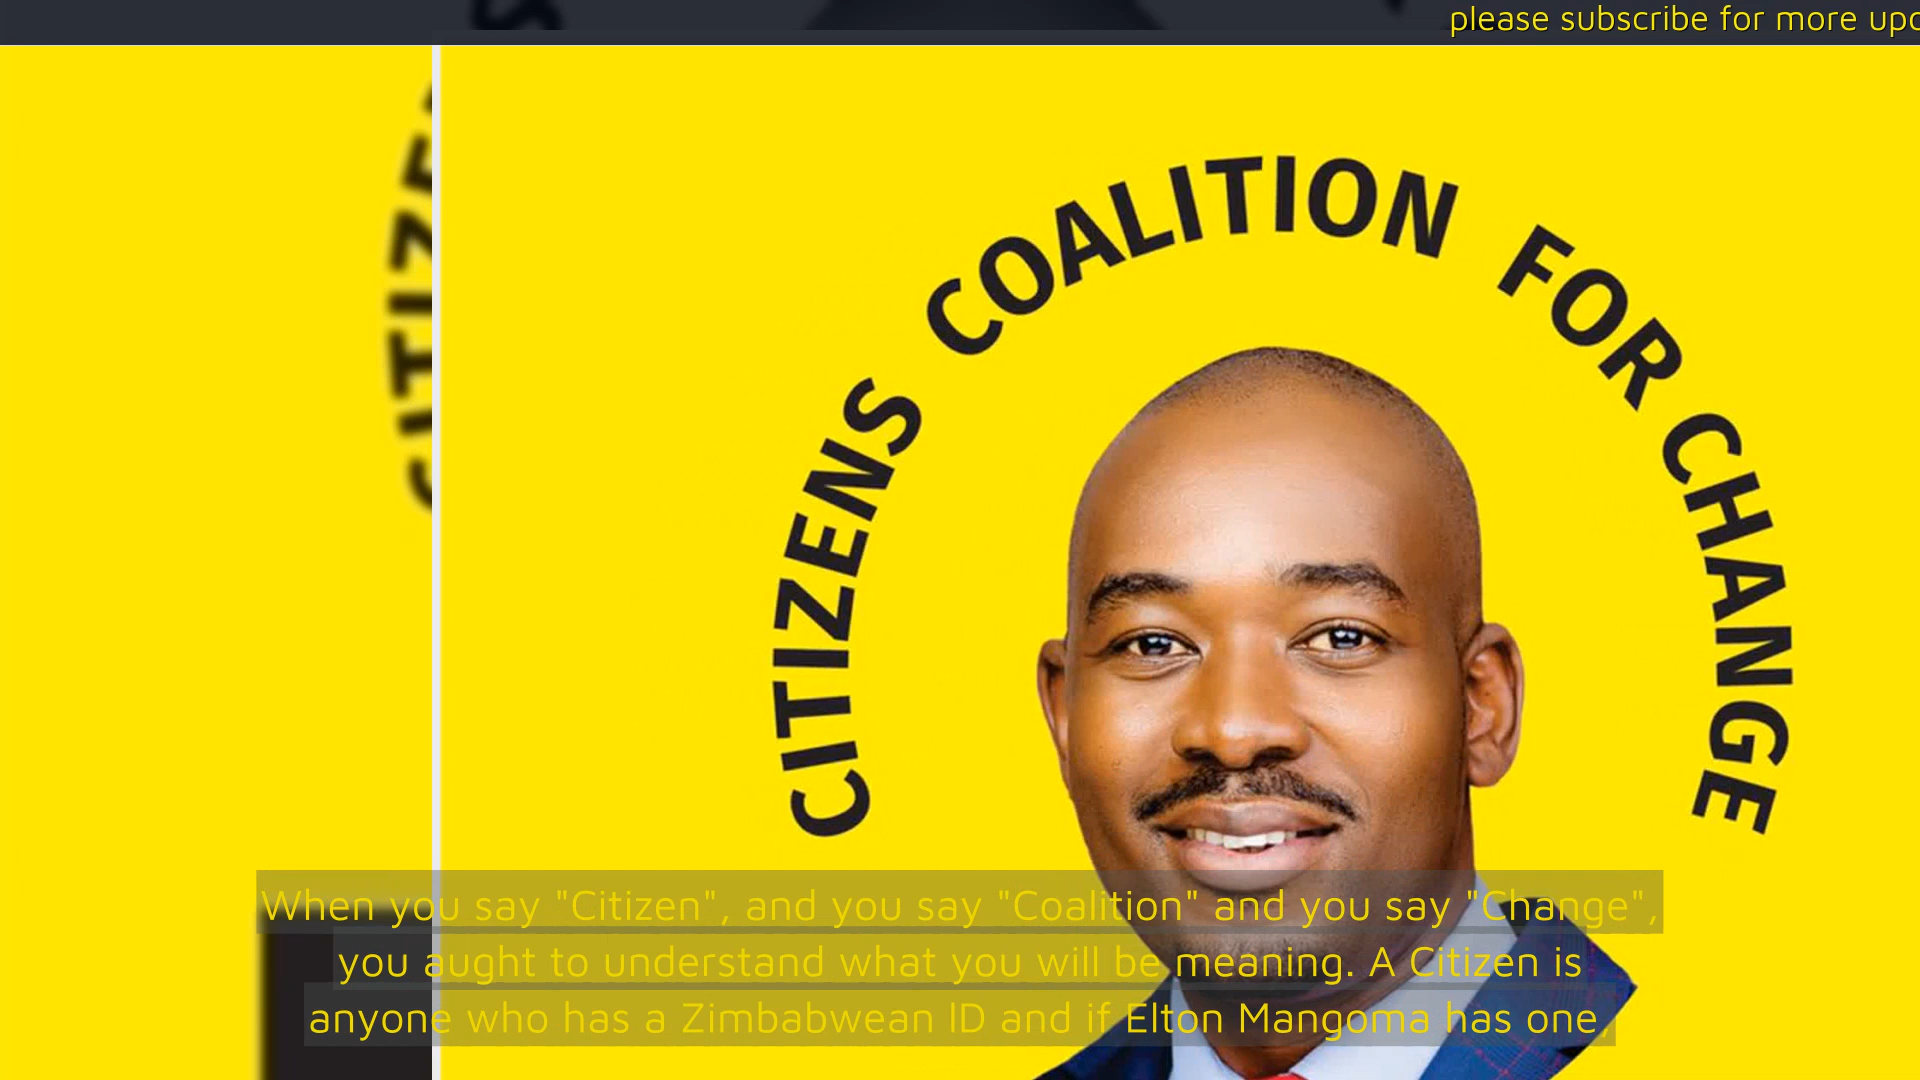 please subscribe for more
CITIZENS COALITION FOR CHANGE
When you say "Citizen", and you say "Coalition" and you say "Change",
you aught to understand what you will be meaning. A Citizen is
anyone who has a Zimbabwean ID and if Elton Mangoma has one,